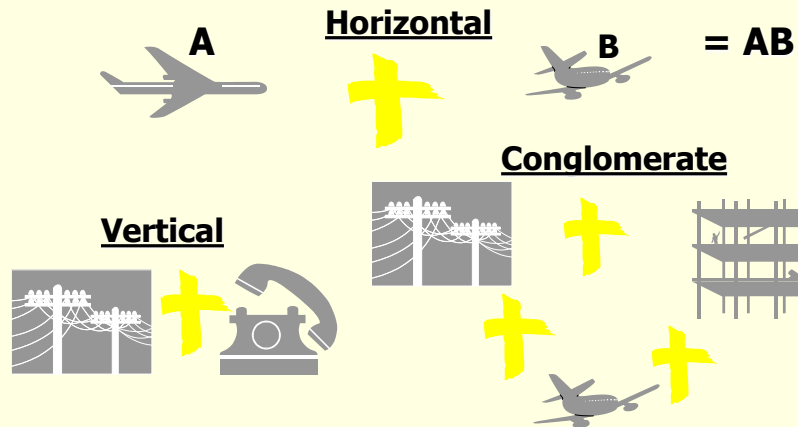 Horizontal
A
B
= AB
Conglomerate
Vertical